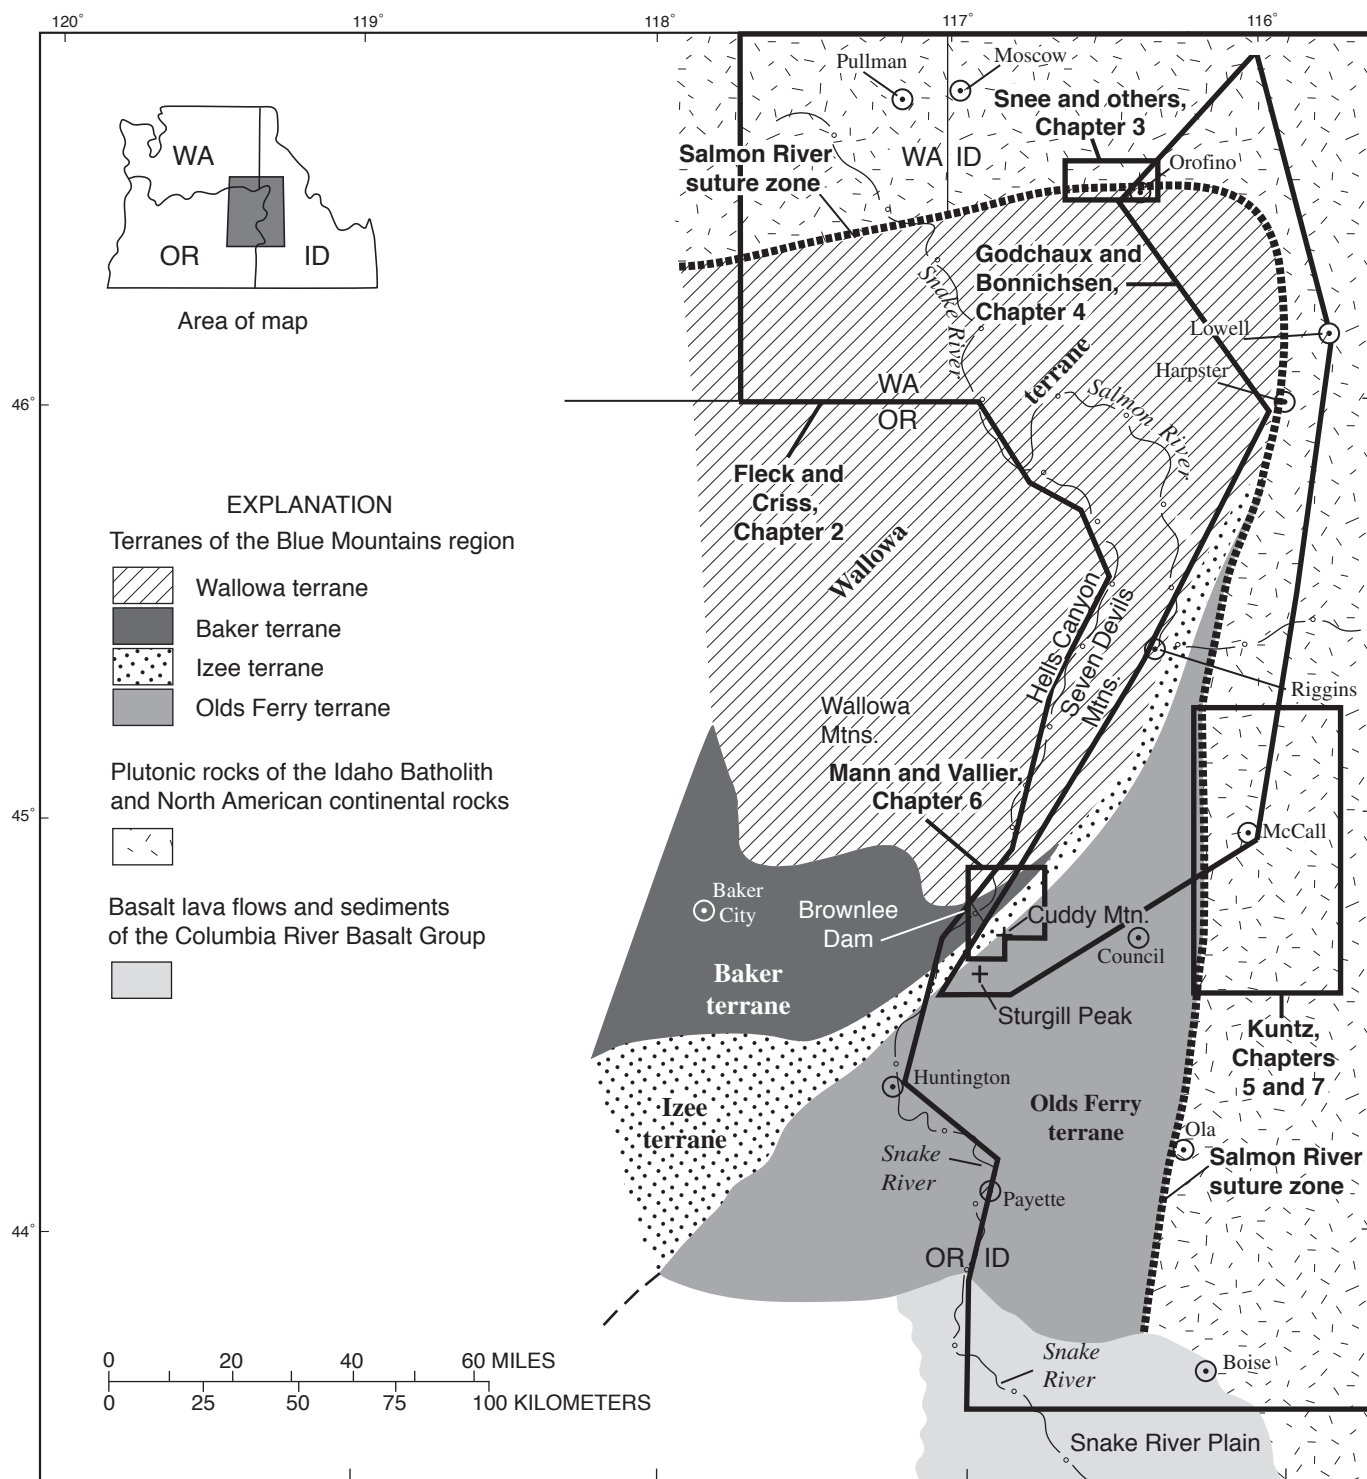 120°
119°
118°
117°
116°
Pullman
Moscow
Snee and others,
Chapter 3
Salmon River
suture zone
WA
ID
Orofino
WA
OR
ID
Area of map
Godchaux and
Bonnichsen,
Chapter 4
Snake River
Lowell
terrane
Harpster
Salmon River
46°
WA
OR
Fleck and
Criss,
Chapter 2
Wallowa
EXPLANATION
Terranes of the Blue Mountains region
Wallowa terrane
Baker terrane
Izee terrane
Olds Ferry terrane
Plutonic rocks of the Idaho Batholith
and North American continental rocks
Basalt lava flows and sediments
of the Columbia River Basalt Group
Hells Canyon
Seven Devils
Mtns.
Riggins
Wallowa
Mtns.
Mann and Vallier,
Chapter 6
45°
McCall
Baker
City
Brownlee
Dam
Cuddy Mtn.
Council
Baker
terrane
Sturgill Peak
Kuntz,
Chapters
5 and 7
Huntington
Izee
terrane
Olds Ferry
terrane
Ola
Snake
River
Salmon River
suture zone
Payette
44°
OR
ID
0 20 40 60 MILES
0 25 50 75 100 KILOMETERS
Snake
River
Boise
Snake River Plain